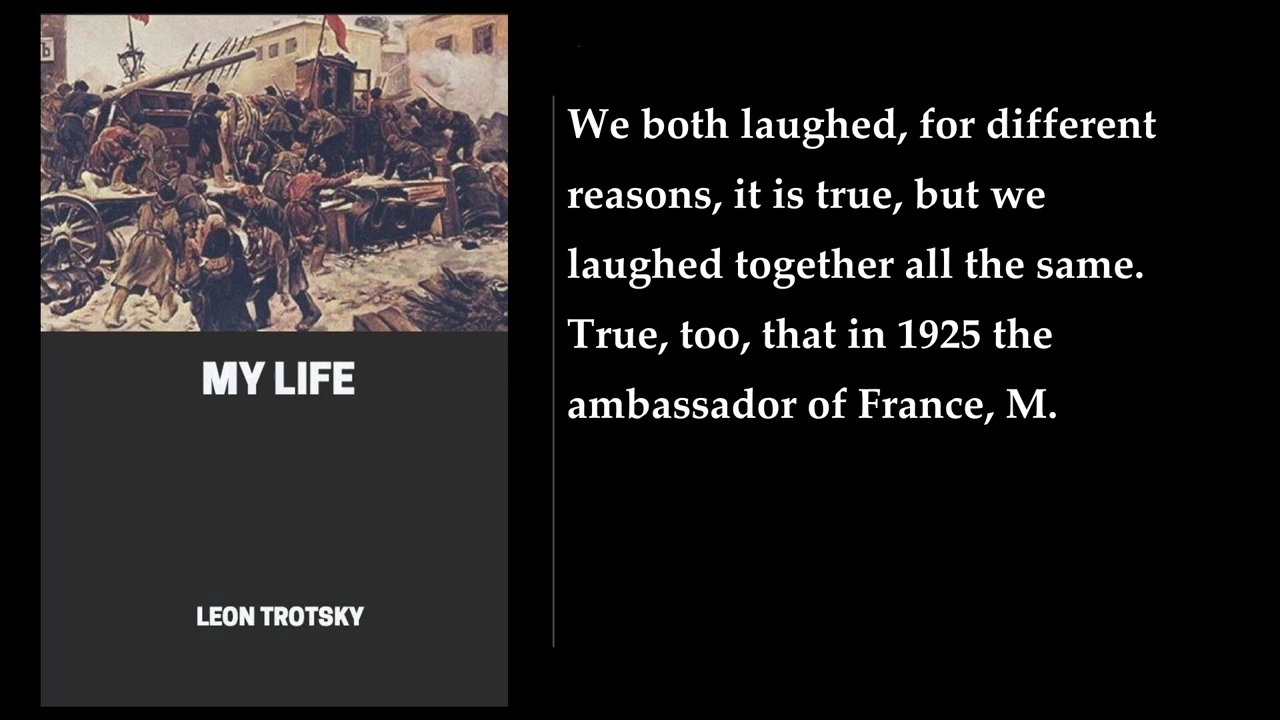 MY LIFE
LEON TROTSKY
We both laughed, for different
reasons, it is true, but we
laughed together all the same.
True, too, that in 1925 the
ambassador of France, M.